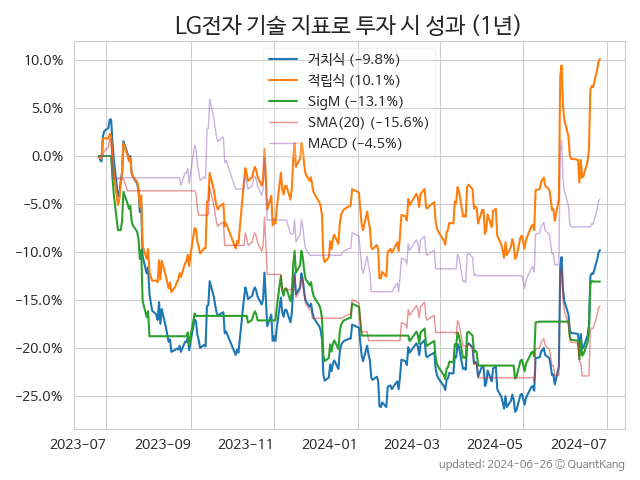 LG전자 기술 지표로 투자 시 성과 (1년)
거치식 (−9.8%)
적립식 (10.1%)
SigM (−13.1%)
SMA(20) (−15.6%)
MACD (−4.5%)
10.0%
5.0%
0.0%
−5.0%
−10.0%
−15.0%
−20.0%
−25.0%
2023-07 2023-09 2023-11 2024-01 2024-03 2024-05 2024-07
updated: 2024-06-26 ⓒ QuantKang